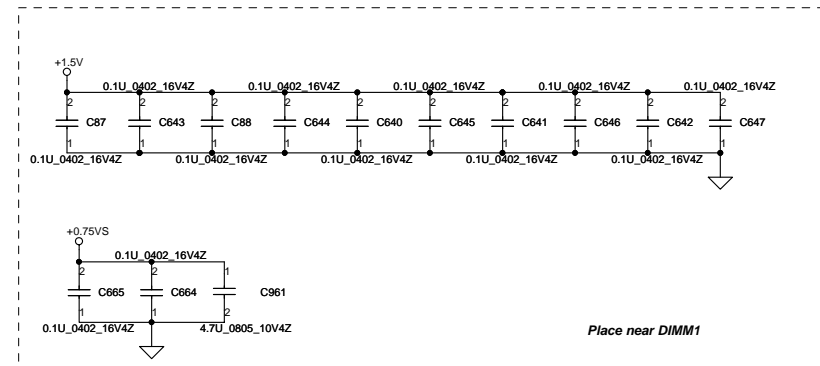 +1.5V
0.1U_0402_16V4Z 0.1U_0402_16V4Z 0.1U_0402_16V4Z 0.1U_0402_16V4Z 0.1U_0402_16V4Z
2 2 2 2 2 2 2 2 2 2
C87 C643 C88 C644 C640 C645 C641 C646 C642 C647
1 1 1 1 1 1 1 1 1 1
0.1U_0402_16V4Z 0.1U_0402_16V4Z 0.1U_0402_16V4Z 0.1U_0402_16V4Z 0.1U_0402_16V4Z
+0.75VS
0.1U_0402_16V4Z
2 2 1
C665 C664 C961
1 1 2
0.1U_0402_16V4Z 4.7U_0805_10V4Z
Place near DIMM1